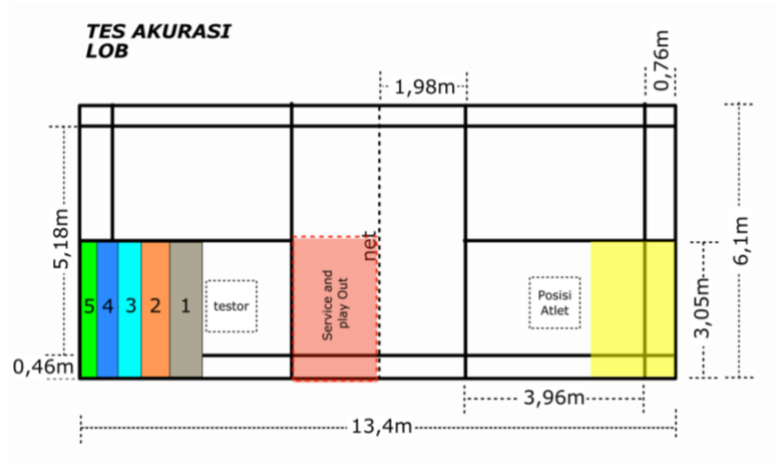 TES AKURASI
LOB
0,76m
1,98m
5,18m
net
6,1m
5
4
3
2
1
testor
Service and
play Out
Posisi
Atlet
3,05m
0,46m
3,96m
13,4m